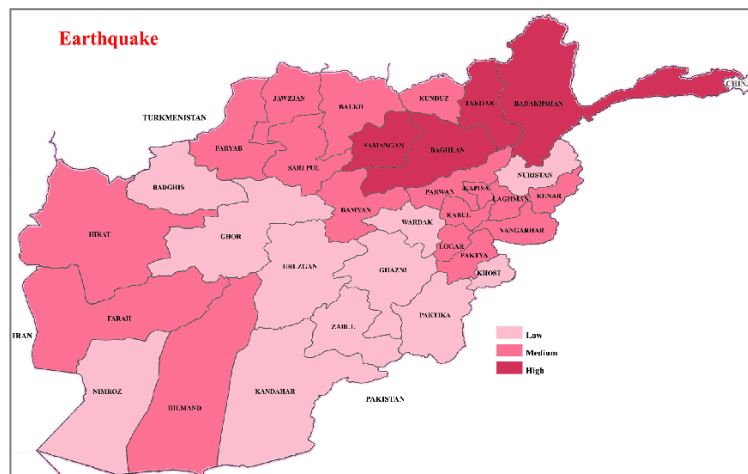 Earthquake
TURKMENISTAN
JAWZJAN
BALKH
KUNDUZ
TAKHAR
BADAKHSHAN
CHINA
FARYAB
SARI PUL
SAMANGAN
BAGHLAN
BADGHIS
NURISTAN
HIRAT
GHOR
BAMYAN
PARWAN
KAPISA
LAGHMAN
KUNAR
WARDAK
KABUL
NANGARHAR
LOGAR
PAKTYA
URUZGAN
GHAZNI
KHOST
FARAH
IRAN
ZABUL
PAKTIKA
NIMROZ
HILMAND
KANDAHAR
PAKISTAN
Low
Medium
High